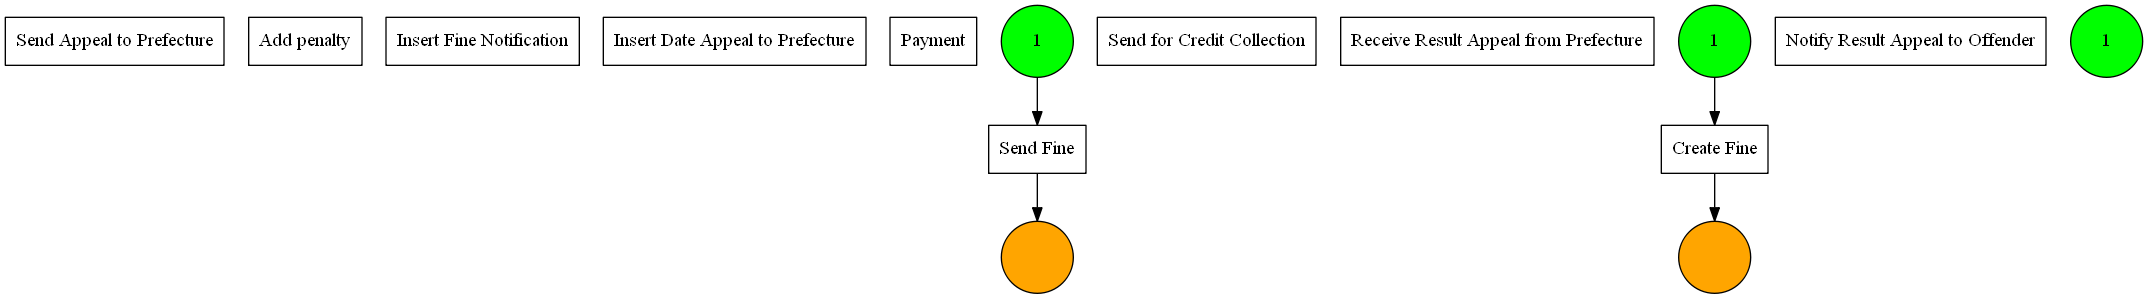 Send Appeal to Prefecture
Add penalty
Insert Fine Notification
Insert Date Appeal to Prefecture
Payment
1
Send for Credit Collection
Receive Result Appeal from Prefecture
1
Notify Result Appeal to Offender
1
Send Fine
Create Fine